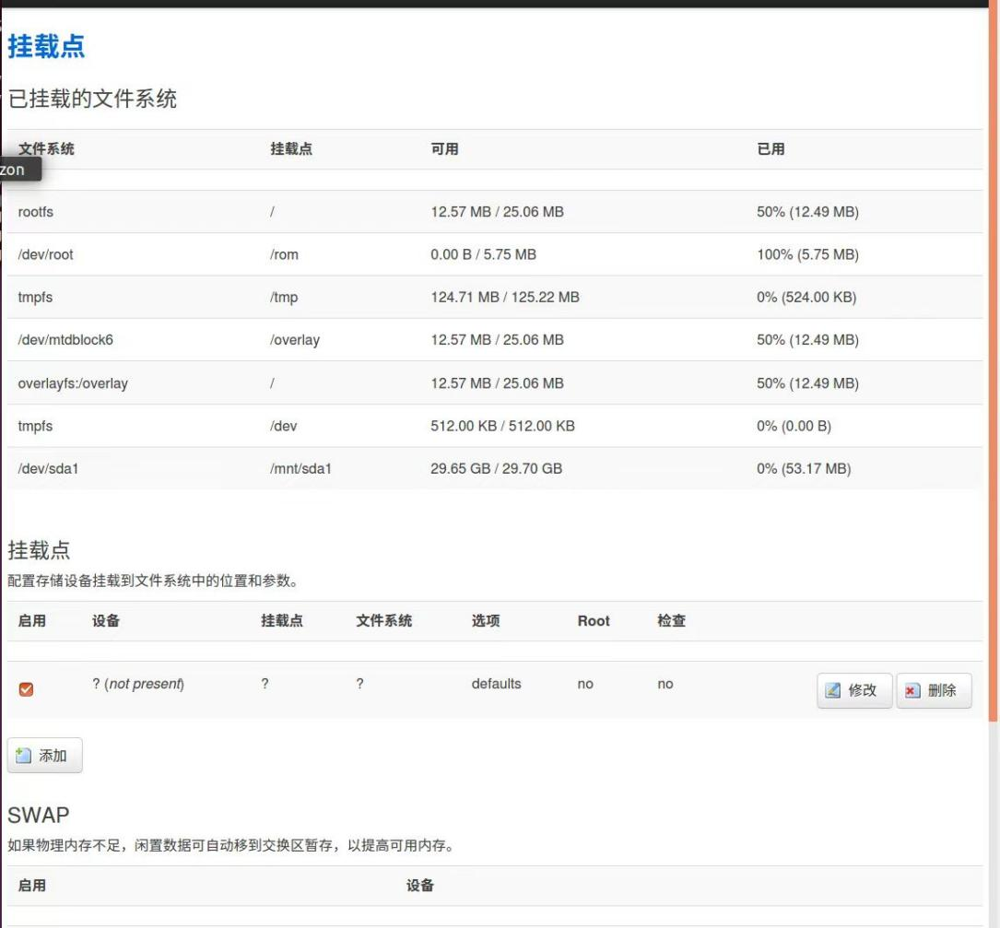 挂载点
已挂载的文件系统
文件系统 挂载点 可用 已用
zon
rootfs / 12.57 MB / 25.06 MB 50% (12.49 MB)
/dev/root /rom 0.00 B / 5.75 MB 100% (5.75 MB)
tmpfs /tmp 124.71 MB / 125.22 MB 0% (524.00 KB)
/dev/mtdblock6 /overlay 12.57 MB / 25.06 MB 50% (12.49 MB)
overlayfs:/overlay / 12.57 MB / 25.06 MB 50% (12.49 MB)
tmpfs /dev 512.00 KB / 512.00 KB 0% (0.00 B)
/dev/sda1 /mnt/sda1 29.65 GB / 29.70 GB 0% (53.17 MB)
挂载点
配置存储设备挂载到文件系统中的位置和参数。
启用 设备 挂载点 文件系统 选项 Root 检查
? (not present) ? ? defaults no no 修改 删除
添加
SWAP
如果物理内存不足，闲置数据可自动移到交换区暂存，以提高可用内存。
启用 设备